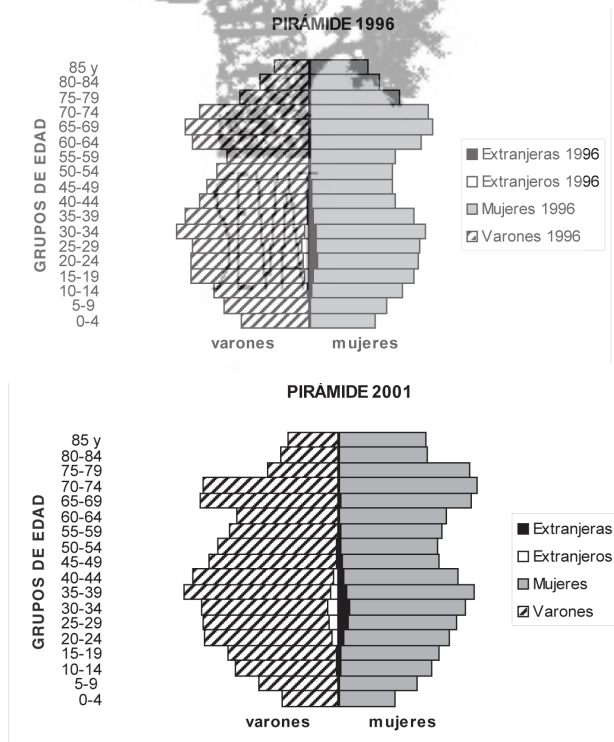 PIRÁMIDE 1996
GRUPOS DE EDAD
85 y
80-84
75-79
70-74
65-69
60-64
55-59
50-54
45-49
40-44
35-39
30-34
25-29
20-24
15-19
10-14
5-9
0-4
varones mujeres
Extranjeras 1996
Extranjeros 1996
Mujeres 1996
Varones 1996
PIRÁMIDE 2001
GRUPOS DE EDAD
85 y
80-84
75-79
70-74
65-69
60-64
55-59
50-54
45-49
40-44
35-39
30-34
25-29
20-24
15-19
10-14
5-9
0-4
varones mujeres
Extranjeras
Extranjeros
Mujeres
Varones